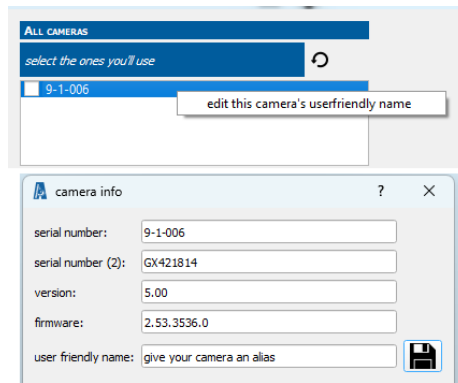 ALL CAMERAS
select the ones you'll use
9-1-006
edit this camera's userfriendly name
camera info ?
serial number: 9-1-006
serial number (2): GX421814
version: 5.00
firmware: 2.53.3536.0
user friendly name: give your camera an alias